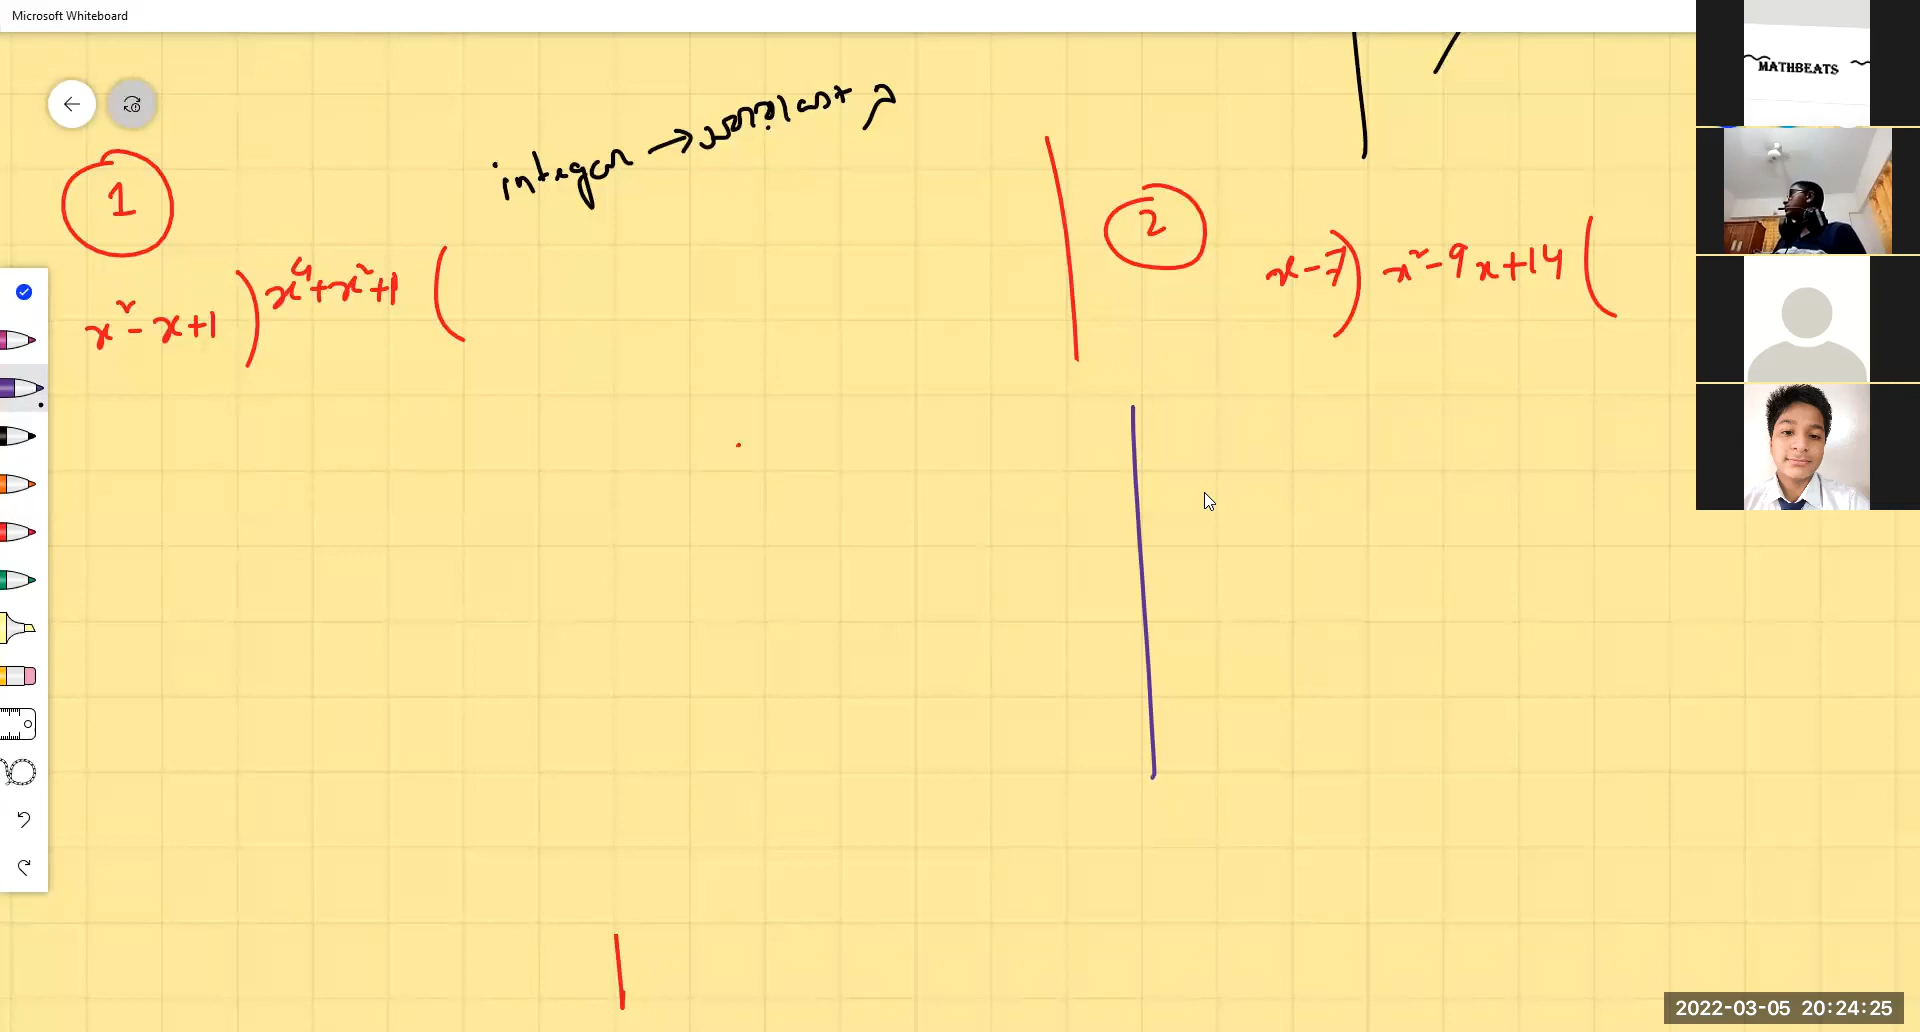 Microsoft Whiteboard
MATHBEATS
integer →
1
x² - x + 1 ) x⁴ + x² + 1 (
2
x - 7 ) x² - 9x + 14 (
2022-03-05 20:24:25